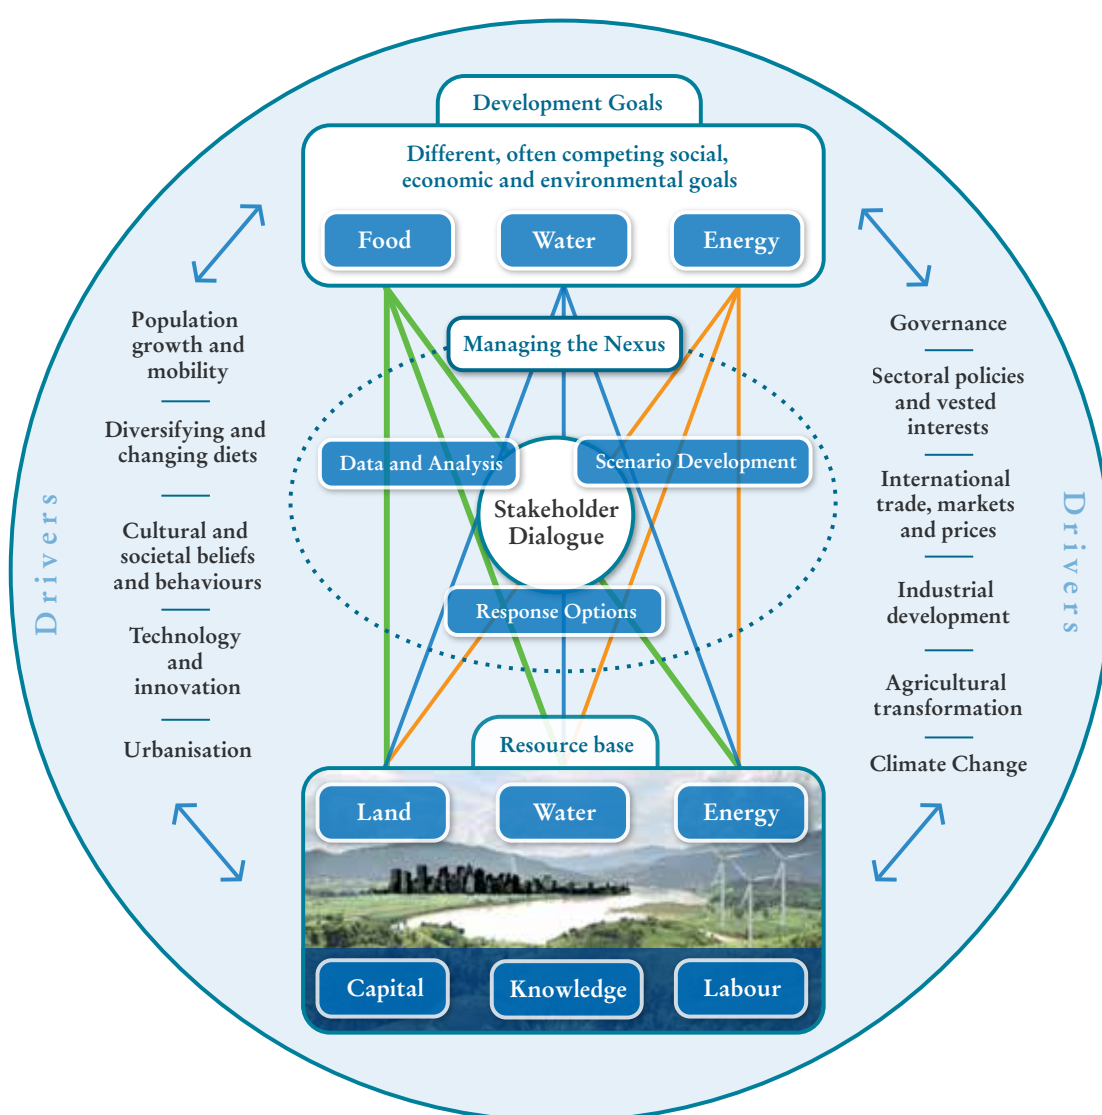 Development Goals
Different, often competing social,
economic and environmental goals
Food
Water
Energy
Managing the Nexus
Data and Analysis
Scenario Development
Stakeholder
Dialogue
Response Options
Drivers
Population
growth and
mobility
Diversifying and
changing diets
Cultural and
societal beliefs
and behaviours
Technology
and
innovation
Urbanisation
Governance
Sectoral policies
and vested
interests
International
trade, markets
and prices
Industrial
development
Agricultural
transformation
Climate Change
Drivers
Resource base
Land
Water
Energy
Capital
Knowledge
Labour